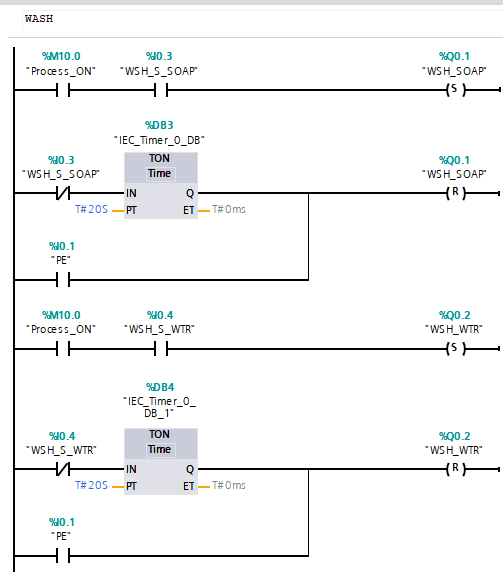 WASH
%M10.0 %I0.3 %Q0.1
"Process_ON" "WSH_S_SOAP" "WSH_SOAP"
S
%DB3
"IEC_Timer_0_DB"
%I0.3 TON %Q0.1
"WSH_S_SOAP" Time "WSH_SOAP"
IN Q R
T#20S PT ET T#0ms
%I0.1
"PE"
%M10.0 %I0.4 %Q0.2
"Process_ON" "WSH_S_WTR" "WSH_WTR"
S
%DB4
"IEC_Timer_0_
DB_1"
%I0.4 TON %Q0.2
"WSH_S_WTR" Time "WSH_WTR"
IN Q R
T#20S PT ET T#0ms
%I0.1
"PE"